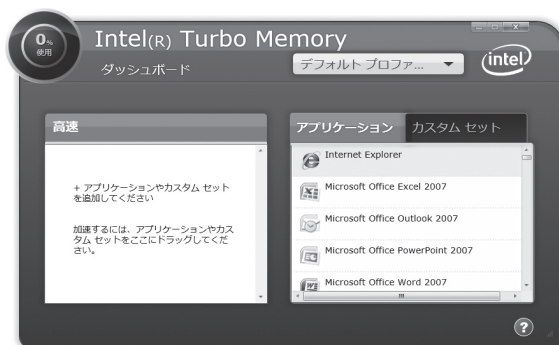 0%
使用
Intel(R) Turbo Memory
ダッシュボード
デフォルト プロファ...
intel
高速
+ アプリケーションやカスタム セット
を追加してください
加速するには、アプリケーションやカス
タム セットをここにドラッグしてくだ
さい。
アプリケーション カスタム セット
Internet Explorer
Microsoft Office Excel 2007
Microsoft Office Outlook 2007
Microsoft Office PowerPoint 2007
Microsoft Office Word 2007
?